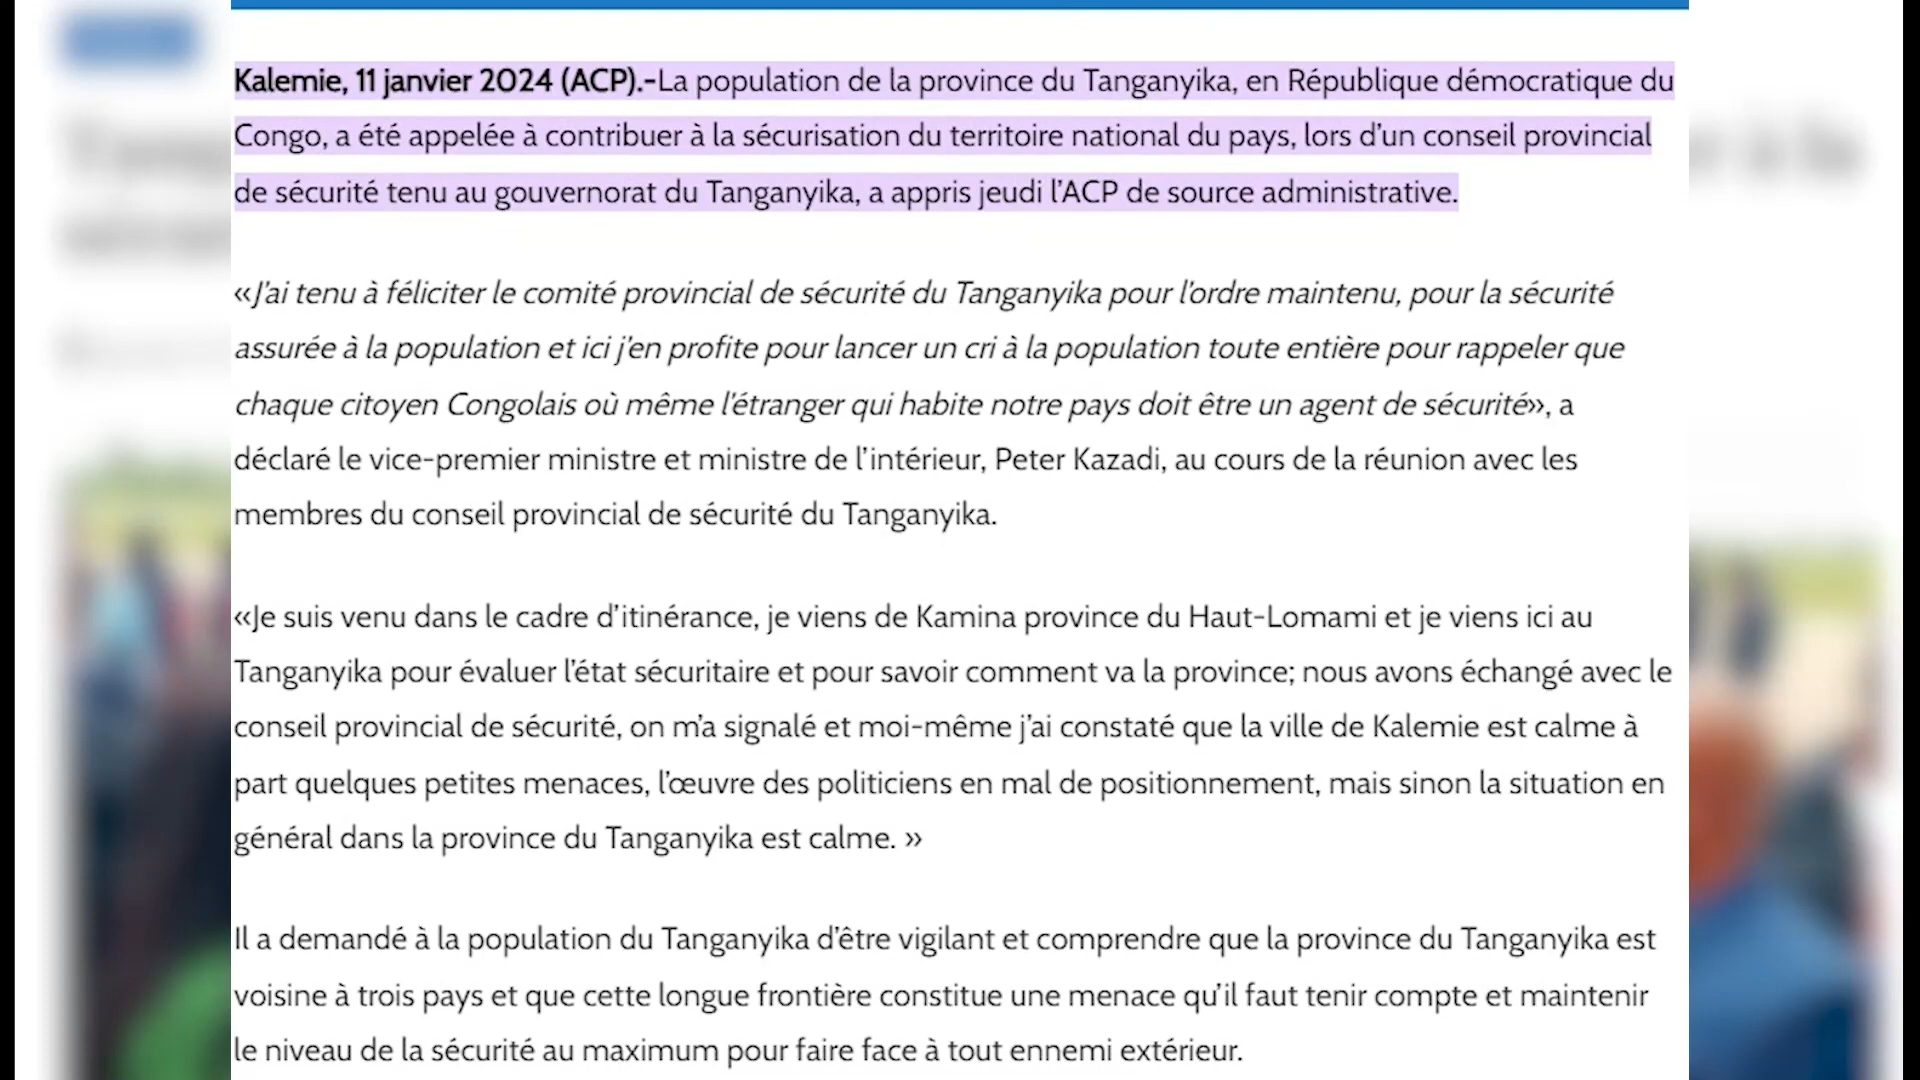 Kalemie, 11 janvier 2024 (ACP).-La population de la province du Tanganyika, en République démocratique du
Congo, a été appelée à contribuer à la sécurisation du territoire national du pays, lors d’un conseil provincial
de sécurité tenu au gouvernorat du Tanganyika, a appris jeudi l’ACP de source administrative.
«J’ai tenu à féliciter le comité provincial de sécurité du Tanganyika pour l’ordre maintenu, pour la sécurité
assurée à la population et ici j’en profite pour lancer un cri à la population toute entière pour rappeler que
chaque citoyen Congolais où même l’étranger qui habite notre pays doit être un agent de sécurité», a
déclaré le vice-premier ministre et ministre de l’intérieur, Peter Kazadi, au cours de la réunion avec les
membres du conseil provincial de sécurité du Tanganyika.
«Je suis venu dans le cadre d’itinérance, je viens de Kamina province du Haut-Lomami et je viens ici au
Tanganyika pour évaluer l’état sécuritaire et pour savoir comment va la province; nous avons échangé avec le
conseil provincial de sécurité, on m’a signalé et moi-même j’ai constaté que la ville de Kalemie est calme à
part quelques petites menaces, l’œuvre des politiciens en mal de positionnement, mais sinon la situation en
général dans la province du Tanganyika est calme. »
Il a demandé à la population du Tanganyika d’être vigilant et comprendre que la province du Tanganyika est
voisine à trois pays et que cette longue frontière constitue une menace qu’il faut tenir compte et maintenir
le niveau de la sécurité au maximum pour faire face à tout ennemi extérieur.